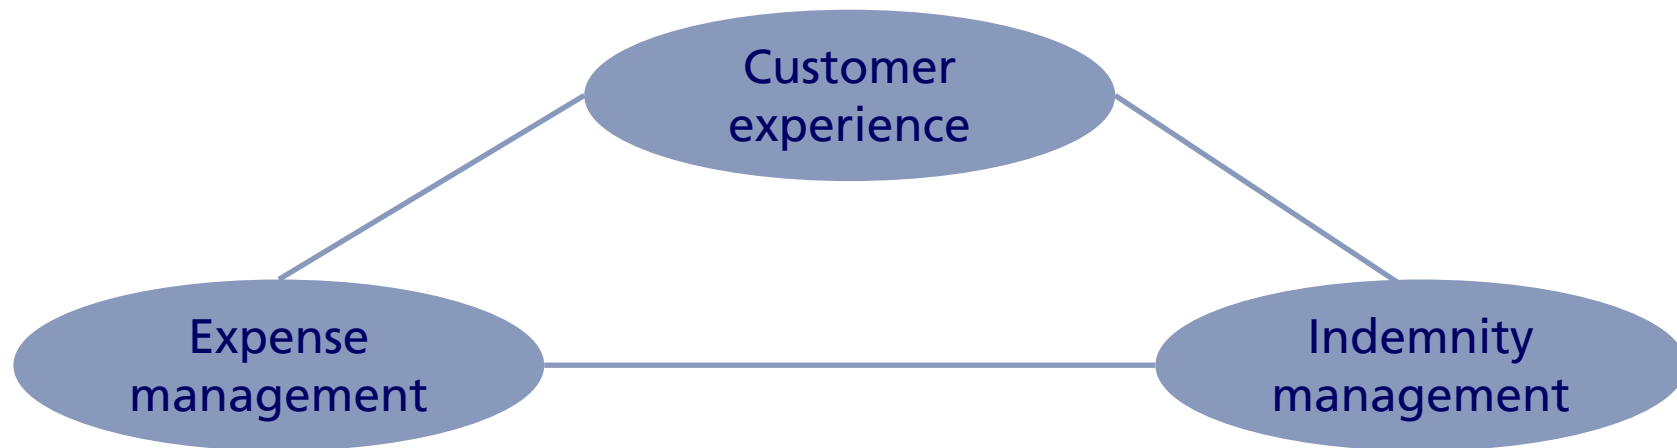 Customer
experience
Expense
management
Indemnity
management